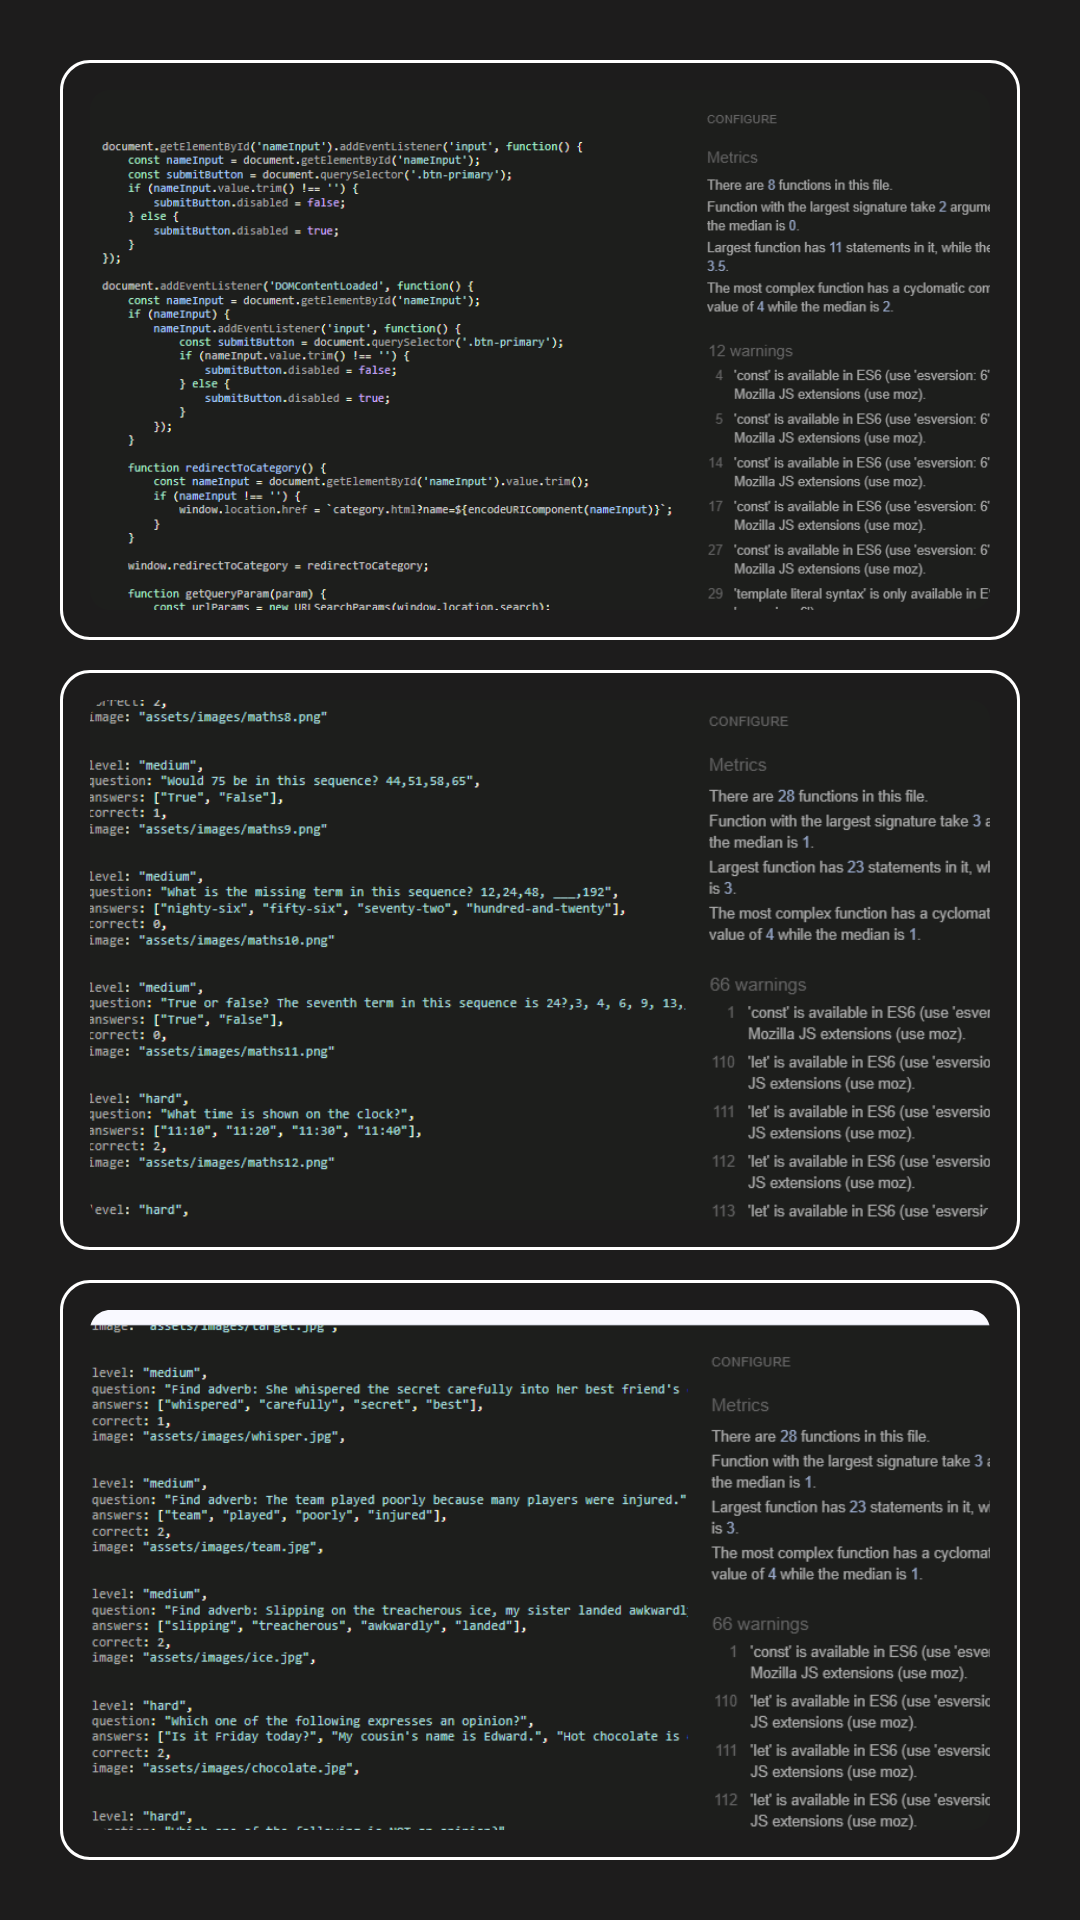 document.getElementById('nameInput').addEventListener('input', function() {
    const nameInput = document.getElementById('nameInput');
    const submitButton = document.querySelector('.btn-primary');
    if (nameInput.value.trim() !== '') {
        submitButton.disabled = false;
    } else {
        submitButton.disabled = true;
    }
});
document.addEventListener('DOMContentLoaded', function() {
    const nameInput = document.getElementById('nameInput');
    if (nameInput) {
        nameInput.addEventListener('input', function() {
            const submitButton = document.querySelector('.btn-primary');
            if (nameInput.value.trim() !== '') {
                submitButton.disabled = false;
            } else {
                submitButton.disabled = true;
            }
        });
    }
    function redirectToCategory() {
        const nameInput = document.getElementById('nameInput').value.trim();
        if (nameInput !== '') {
            window.location.href = `category.html?name=${encodeURIComponent(nameInput)}`;
        }
    }
    window.redirectToCategory = redirectToCategory;
    function getQueryParam(param) {
        const urlParams = new URLSearchParams(window.location.search);
CONFIGURE
Metrics
There are 8 functions in this file.
Function with the largest signature take 2 argume
the median is 0.
Largest function has 11 statements in it, while the
3.5.
The most complex function has a cyclomatic com
value of 4 while the median is 2.
12 warnings
4 'const' is available in ES6 (use 'esversion: 6'
Mozilla JS extensions (use moz).
5 'const' is available in ES6 (use 'esversion: 6'
Mozilla JS extensions (use moz).
14 'const' is available in ES6 (use 'esversion: 6'
Mozilla JS extensions (use moz).
17 'const' is available in ES6 (use 'esversion: 6'
Mozilla JS extensions (use moz).
27 'const' is available in ES6 (use 'esversion: 6'
Mozilla JS extensions (use moz).
29 'template literal syntax' is only available in E
correct: 2,
image: "assets/images/maths8.png"
level: "medium",
question: "Would 75 be in this sequence? 44,51,58,65",
answers: ["True", "False"],
correct: 1,
image: "assets/images/maths9.png"
level: "medium",
question: "What is the missing term in this sequence? 12,24,48, ___,192",
answers: ["nighty-six", "fifty-six", "seventy-two", "hundred-and-twenty"],
correct: 0,
image: "assets/images/maths10.png"
level: "medium",
question: "True or false? The seventh term in this sequence is 24?,3, 4, 6, 9, 13,
answers: ["True", "False"],
correct: 0,
image: "assets/images/maths11.png"
level: "hard",
question: "What time is shown on the clock?",
answers: ["11:10", "11:20", "11:30", "11:40"],
correct: 2,
image: "assets/images/maths12.png"
level: "hard",
CONFIGURE
Metrics
There are 28 functions in this file.
Function with the largest signature take 3 a
the median is 1.
Largest function has 23 statements in it, wh
is 3.
The most complex function has a cyclomat
value of 4 while the median is 1.
66 warnings
1 'const' is available in ES6 (use 'esver
Mozilla JS extensions (use moz).
110 'let' is available in ES6 (use 'esversio
JS extensions (use moz).
111 'let' is available in ES6 (use 'esversio
JS extensions (use moz).
112 'let' is available in ES6 (use 'esversio
JS extensions (use moz).
113 'let' is available in ES6 (use 'esversio
image: "assets/images/target.jpg",
level: "medium",
question: "Find adverb: She whispered the secret carefully into her best friend's
answers: ["whispered", "carefully", "secret", "best"],
correct: 1,
image: "assets/images/whisper.jpg",
level: "medium",
question: "Find adverb: The team played poorly because many players were injured."
answers: ["team", "played", "poorly", "injured"],
correct: 2,
image: "assets/images/team.jpg",
level: "medium",
question: "Find adverb: Slipping on the treacherous ice, my sister landed awkwardl
answers: ["slipping", "treacherous", "awkwardly", "landed"],
correct: 2,
image: "assets/images/ice.jpg",
level: "hard",
question: "Which one of the following expresses an opinion?",
answers: ["Is it Friday today?", "My cousin's name is Edward.", "Hot chocolate is
correct: 2,
image: "assets/images/chocolate.jpg",
level: "hard",
question: "Which one of the following is NOT an opinion?"
CONFIGURE
Metrics
There are 28 functions in this file.
Function with the largest signature take 3 a
the median is 1.
Largest function has 23 statements in it, wh
is 3.
The most complex function has a cyclomat
value of 4 while the median is 1.
66 warnings
1 'const' is available in ES6 (use 'esver
Mozilla JS extensions (use moz).
110 'let' is available in ES6 (use 'esversio
JS extensions (use moz).
111 'let' is available in ES6 (use 'esversio
JS extensions (use moz).
112 'let' is available in ES6 (use 'esversio
JS extensions (use moz).